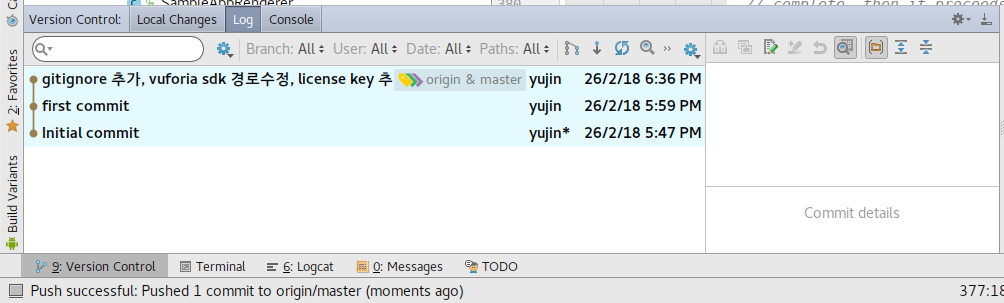 SampleAppRenderer
380
// complete, then if proceeds
Version Control: Local Changes Log Console
Branch: All User: All Date: All Paths: All »
gitignore 추가, vuforia sdk 경로수정, license key 추 origin & master yujin 26/2/18 6:36 PM
first commit yujin 26/2/18 5:59 PM
Initial commit yujin* 26/2/18 5:47 PM
Commit details
2: Favorites
Build Variants
9: Version Control Terminal 6: Logcat 0: Messages TODO
Push successful: Pushed 1 commit to origin/master (moments ago) 377:18